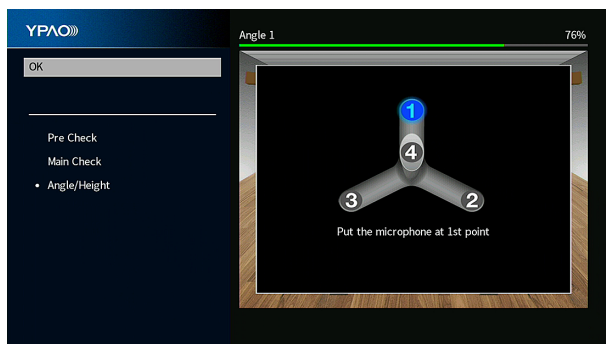 YPAO
Angle 1
76%
OK
Pre Check
Main Check
• Angle/Height
1
4
3
2
Put the microphone at 1st point